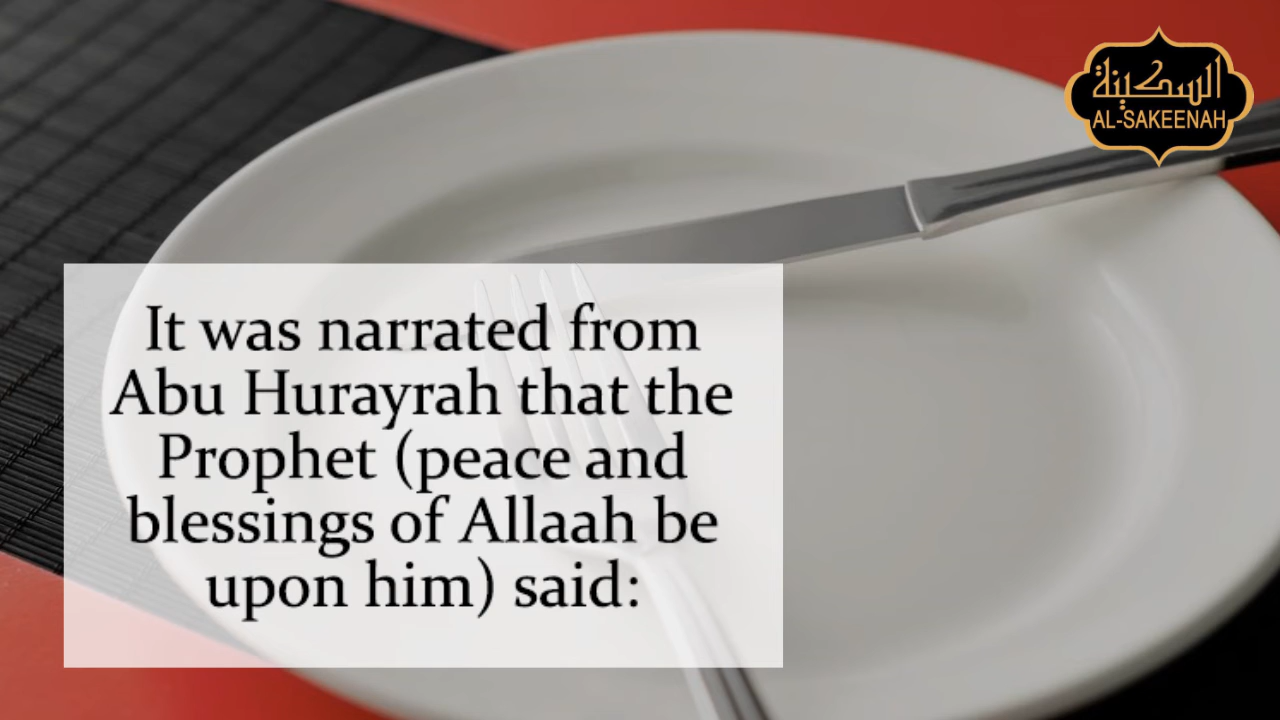 السكينة
AL-SAKEENAH
It was narrated from
Abu Hurayrah that the
Prophet (peace and
blessings of Allaah be
upon him) said: